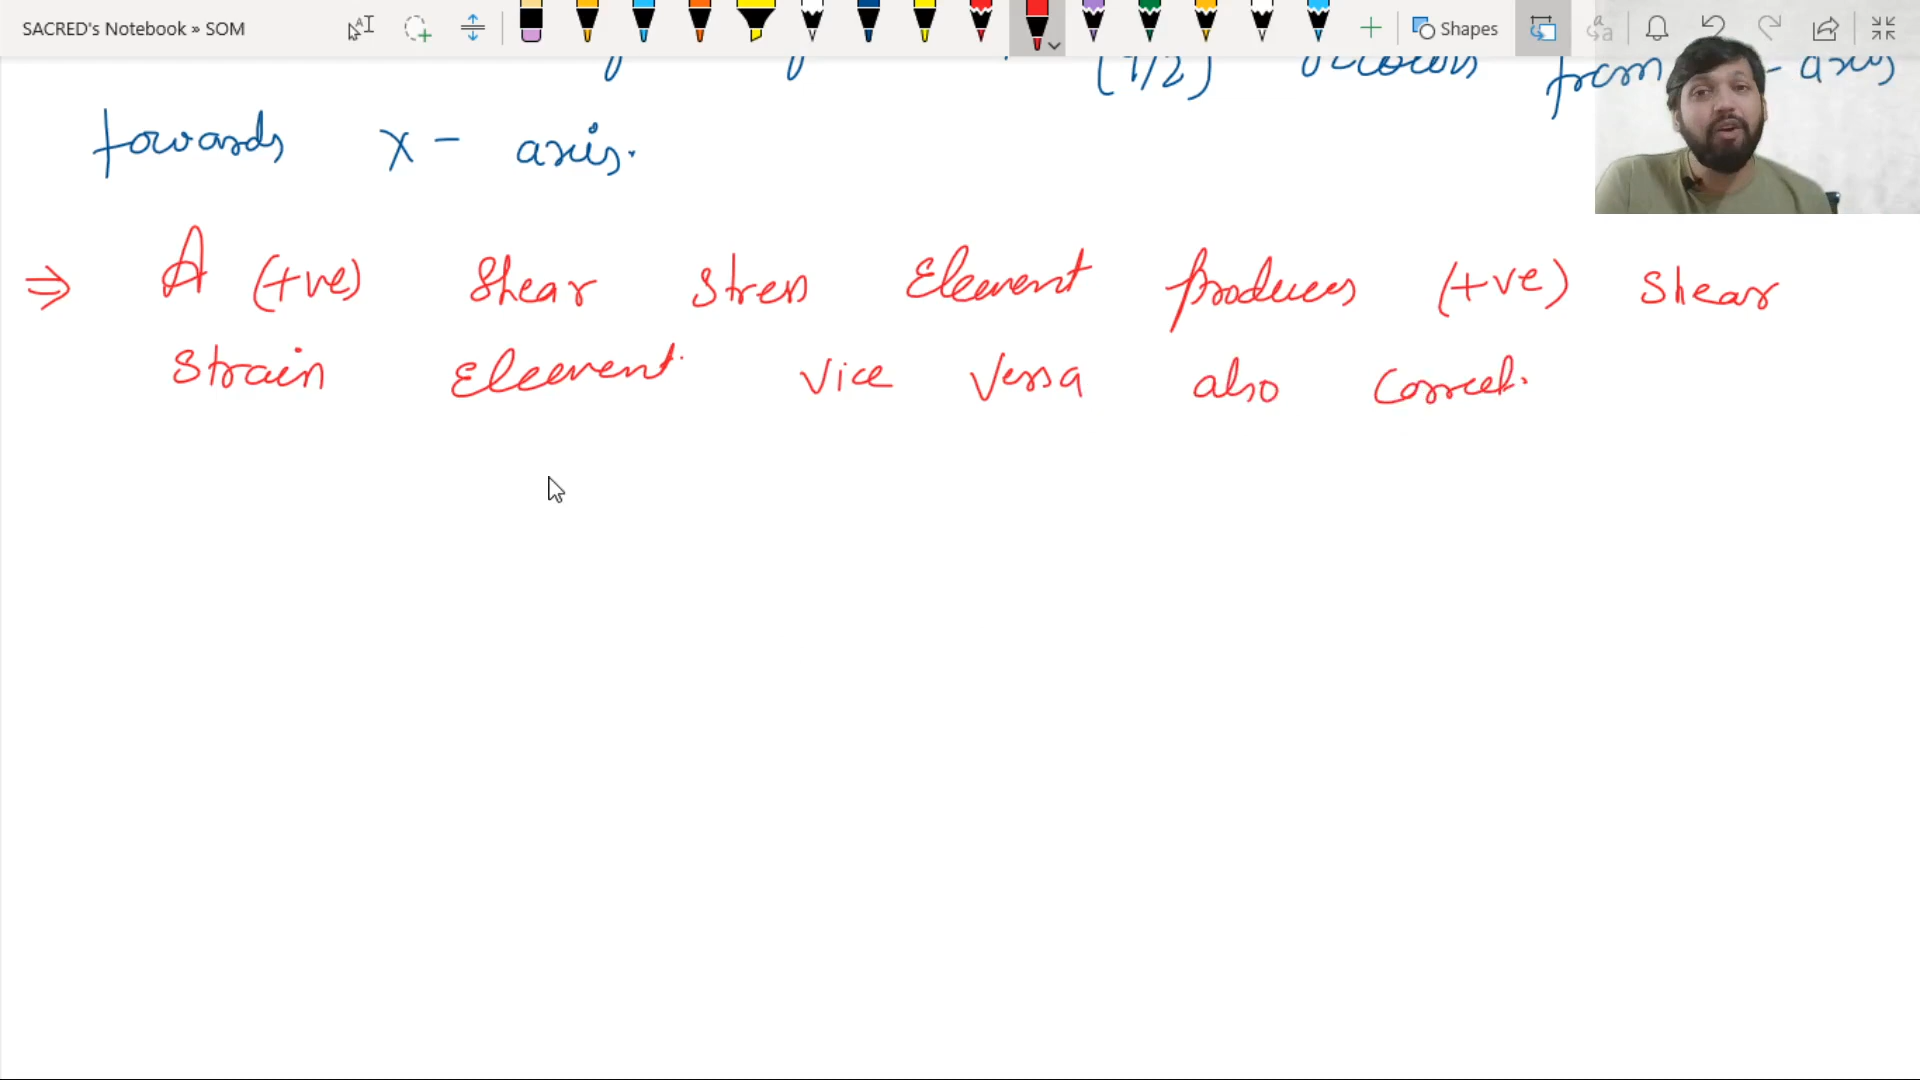 SACRED's Notebook » SOM
Shapes
(γ/2) from - axis
towards x - axis.
⇒ A (+ve) Shear Stress Element produces (+ve) Shear
Strain Element. Vice Versa also Correct.